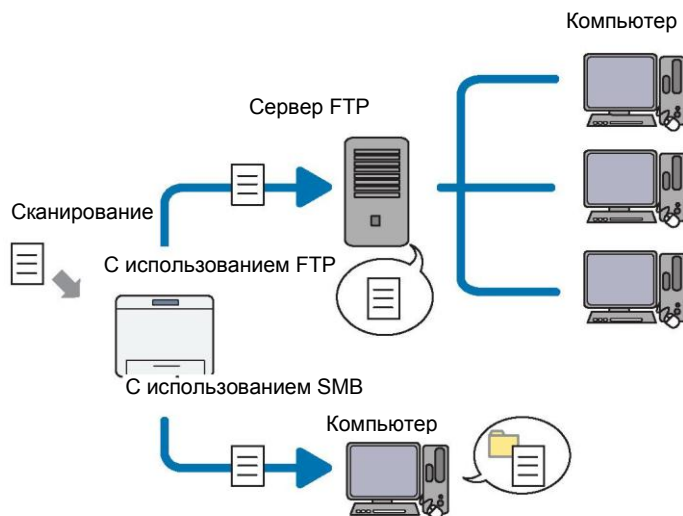 Компьютер
Сервер FTP
Сканирование
С использованием FTP
С использованием SMB
Компьютер